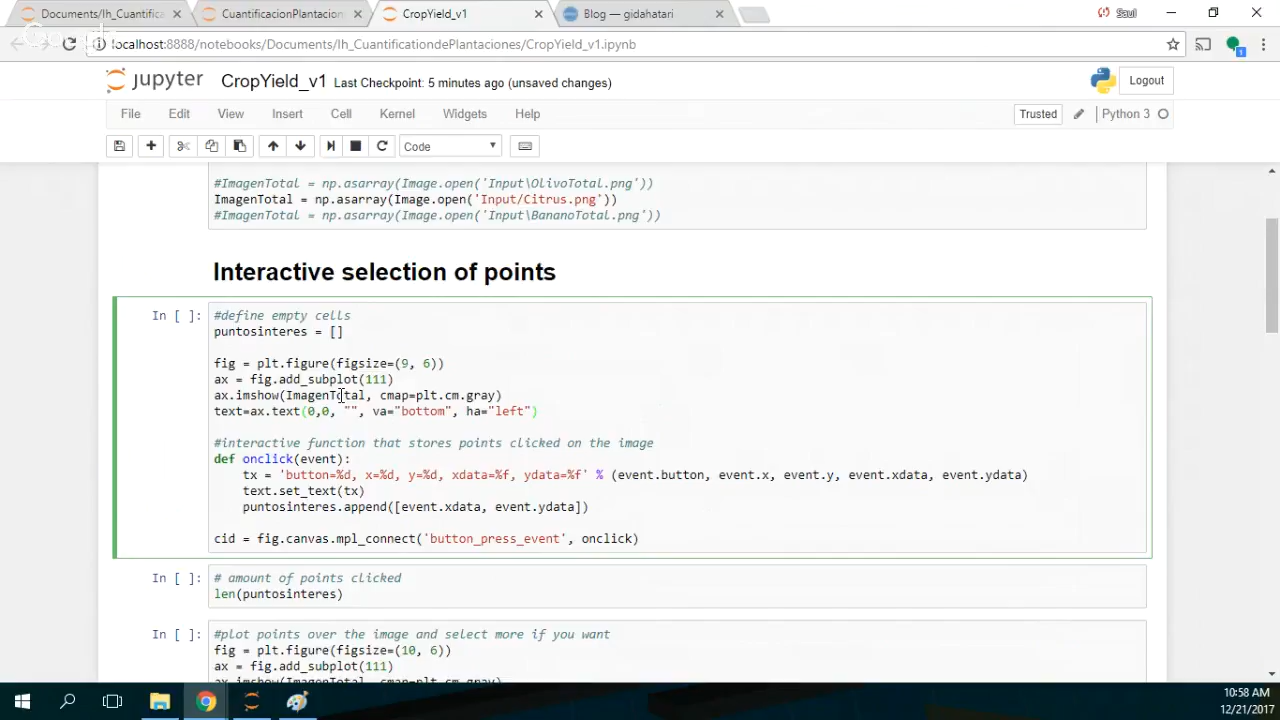 Documents/Ih_Cuantifica
CuantificacionPlantacion
CropYield_v1
Blog — gidahatari
Saul
localhost:8888/notebooks/Documents/Ih_CuantificationdePlantaciones/CropYield_v1.ipynb
jupyter CropYield_v1 Last Checkpoint: 5 minutes ago (unsaved changes)
Logout
File Edit View Insert Cell Kernel Widgets Help
Trusted Python 3
Code
#ImagenTotal = np.asarray(Image.open('Input\OlivoTotal.png'))
ImagenTotal = np.asarray(Image.open('Input/Citrus.png'))
#ImagenTotal = np.asarray(Image.open('Input\BananoTotal.png'))
Interactive selection of points
In [ ]: #define empty cells
puntosinteres = []
fig = plt.figure(figsize=(9, 6))
ax = fig.add_subplot(111)
ax.imshow(ImagenTotal, cmap=plt.cm.gray)
text=ax.text(0,0, "", va="bottom", ha="left")
#interactive function that stores points clicked on the image
def onclick(event):
tx = 'button=%d, x=%d, y=%d, xdata=%f, ydata=%f' % (event.button, event.x, event.y, event.xdata, event.ydata)
text.set_text(tx)
puntosinteres.append([event.xdata, event.ydata])
cid = fig.canvas.mpl_connect('button_press_event', onclick)
In [ ]: # amount of points clicked
len(puntosinteres)
In [ ]: #plot points over the image and select more if you want
fig = plt.figure(figsize=(10, 6))
ax = fig.add_subplot(111)
ax.imshow(ImagenTotal, cmap=plt.cm.gray)
10:58 AM
12/21/2017